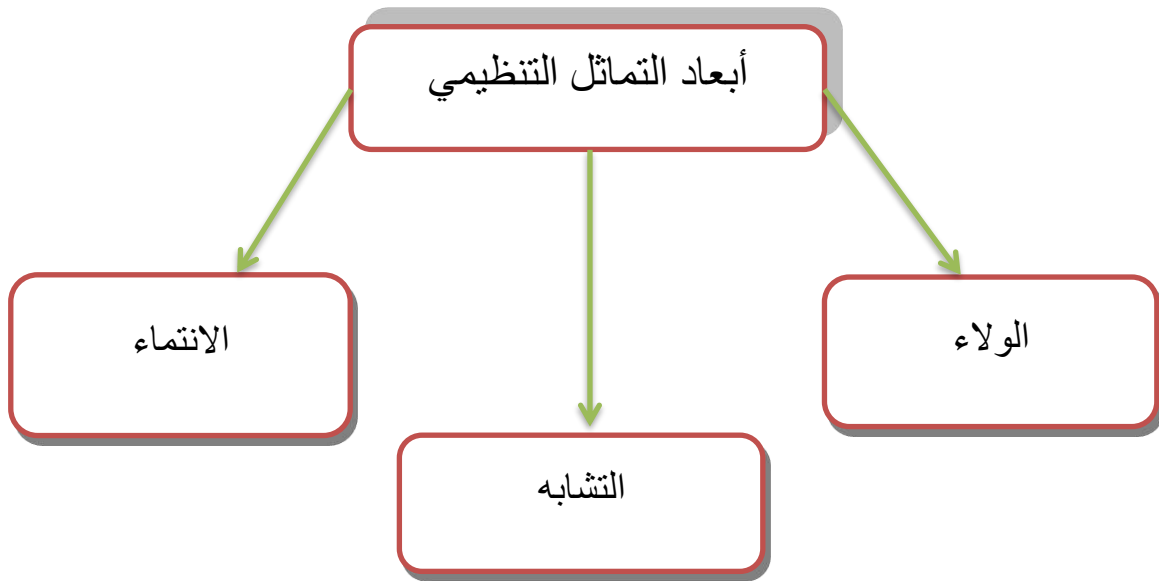 أبعاد التماثل التنظيمي
الولاء
الانتماء
التشابه